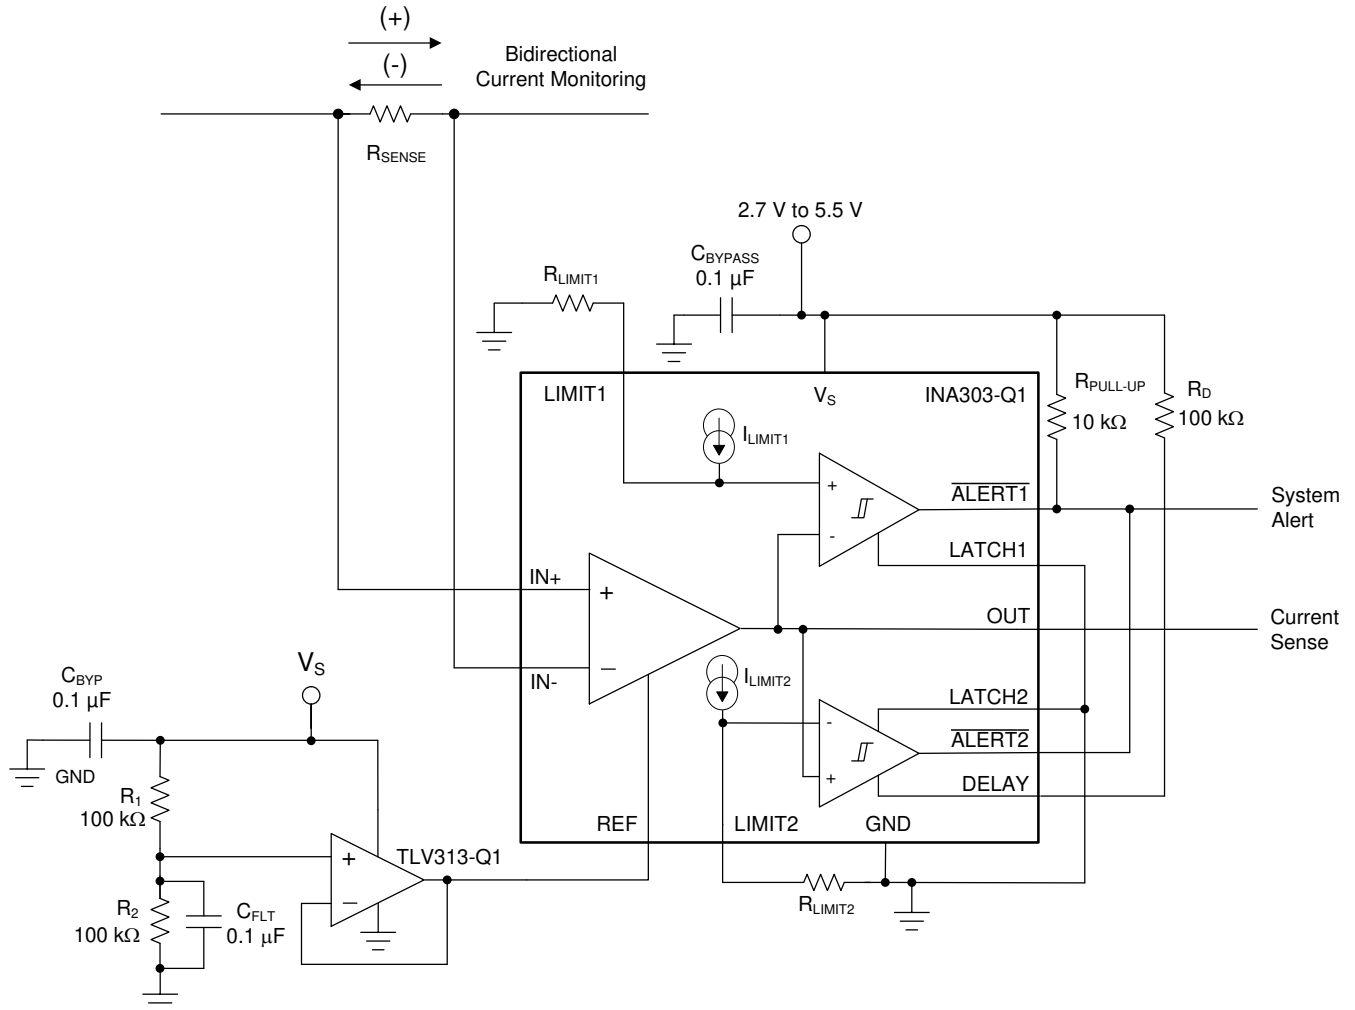 (+)
(-)
Bidirectional
Current Monitoring
RSENSE
2.7 V to 5.5 V
CBYPASS
0.1 µF
RLIMIT1
LIMIT1
VS
INA303-Q1
RPULL-UP
10 kΩ
RD
100 kΩ
ILIMIT1
+
-
ALERT1
System
Alert
LATCH1
IN+
+
OUT
Current
Sense
–
IN-
ILIMIT2
LATCH2
-
ALERT2
+
DELAY
REF
LIMIT2
GND
RLIMIT2
VS
CBYP
0.1 µF
GND
R1
100 kΩ
TLV313-Q1
+
–
R2
100 kΩ
CFLT
0.1 µF